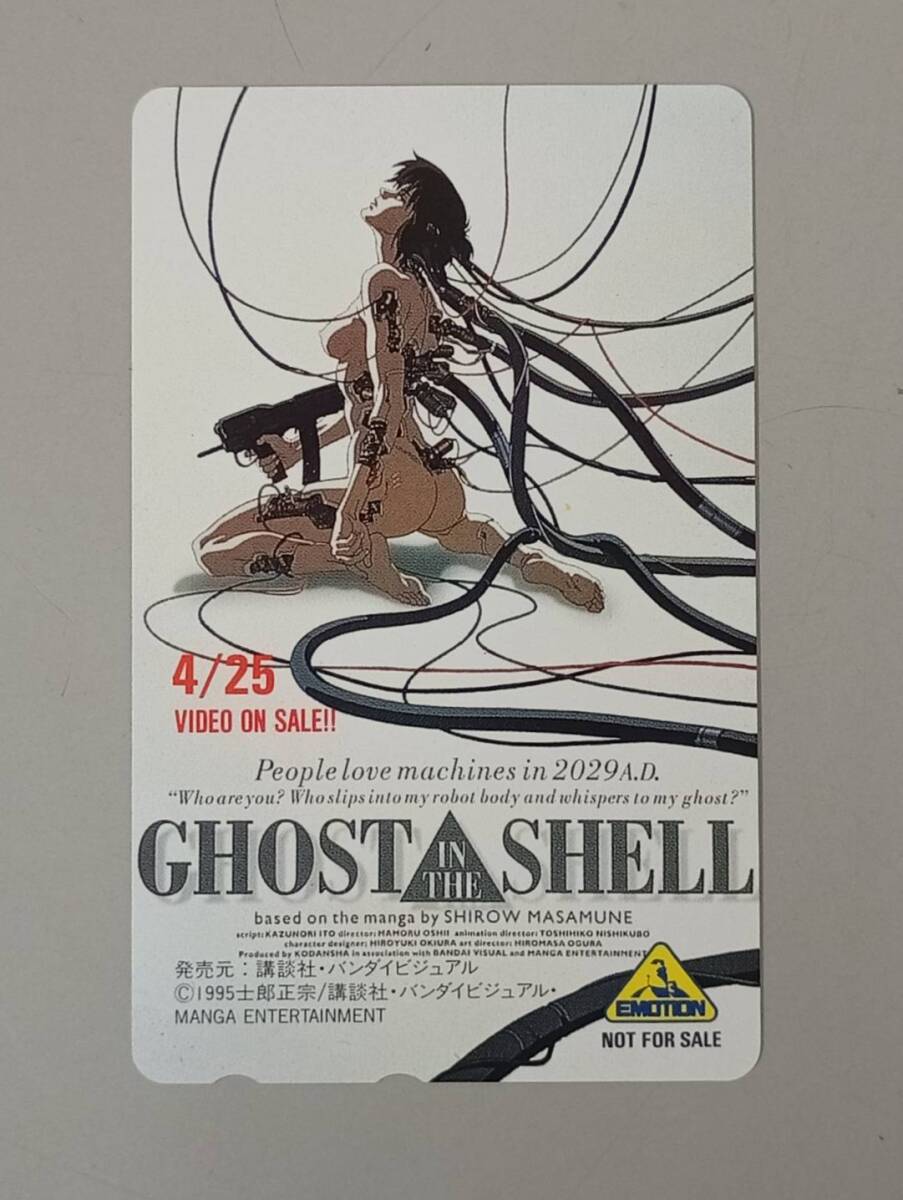 4/25
VIDEO ON SALE!!
People love machines in 2029 A.D.
“Who are you? Who slips into my robot body and whispers to my ghost?”
GHOST IN THE SHELL
based on the manga by SHIROW MASAMUNE
script: KAZUNORI ITO director: MAMORU OSHII animation director: TOSHIHIKO NISHIKUBO
character designer: HIROYUKI OKIURA art director: HIROMASA OGURA
Produced by KODANSHA in association with BANDAI VISUAL and MANGA ENTERTAINMENT
発売元：講談社・バンダイビジュアル
©1995士郎正宗/講談社・バンダイビジュアル・
MANGA ENTERTAINMENT
EMOTION
NOT FOR SALE